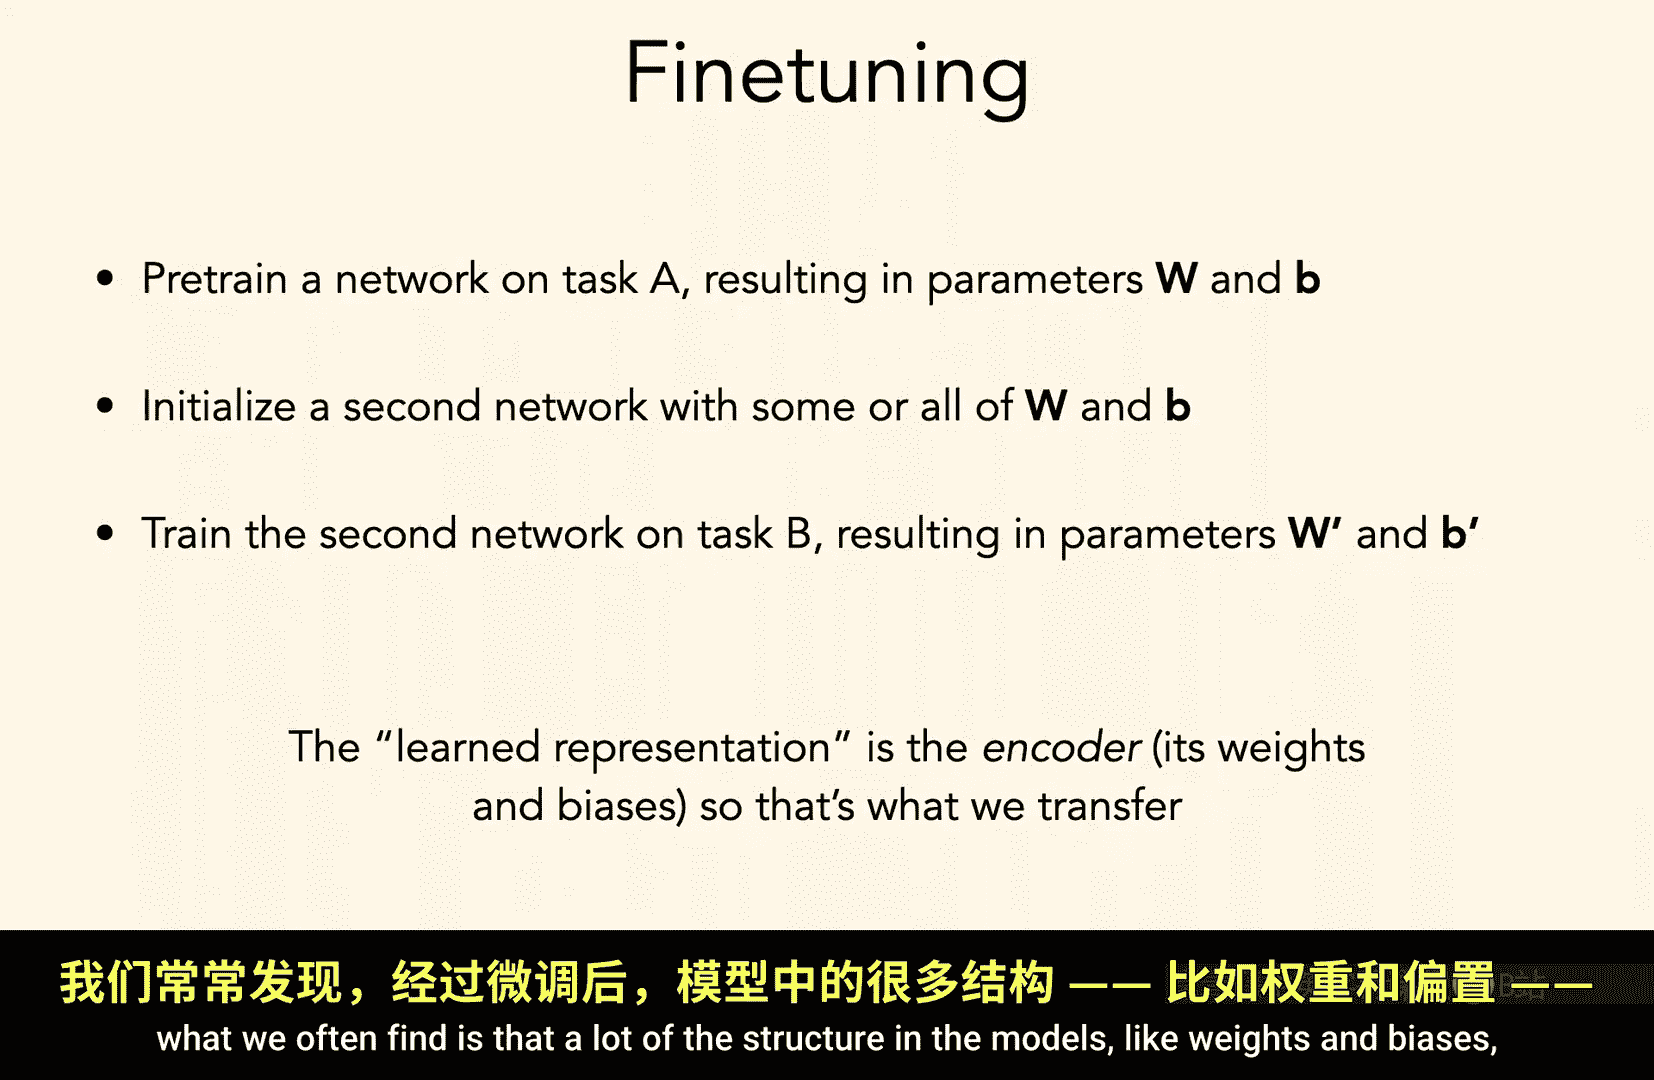 Finetuning
• Pretrain a network on task A, resulting in parameters W and b
• Initialize a second network with some or all of W and b
• Train the second network on task B, resulting in parameters W’ and b’
The “learned representation” is the encoder (its weights
and biases) so that’s what we transfer
我们常常发现，经过微调后，模型中的很多结构 —— 比如权重和偏置 ——
what we often find is that a lot of the structure in the models, like weights and biases,